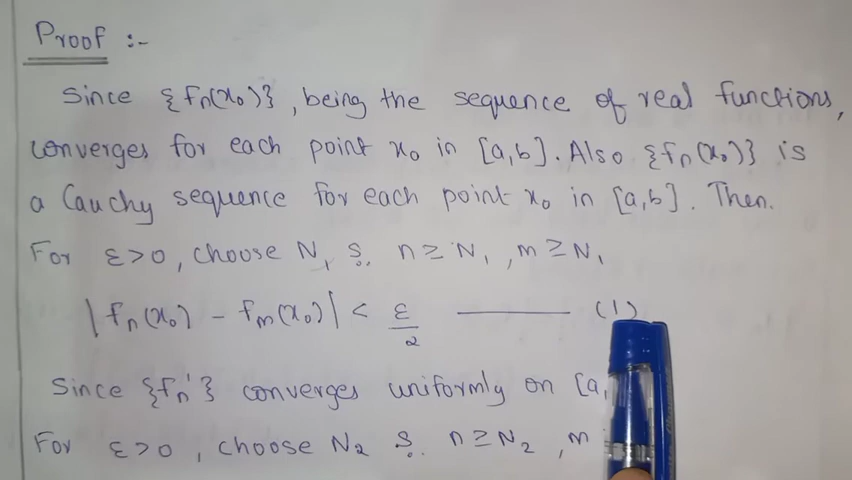 Proof :-
Since {fn(x0)}, being the sequence of real functions,
converges for each point x0 in [a,b]. Also {fn(x0)} is
a Cauchy sequence for each point x0 in [a,b]. Then.
For ε>0, choose N1 S. n≥N1, m≥N1
|fn(x0) - fm(x0)| < ε/2 ——— (1)
Since {fn'} converges uniformly on [a,
For ε>0, choose N2 S. n≥N2, m